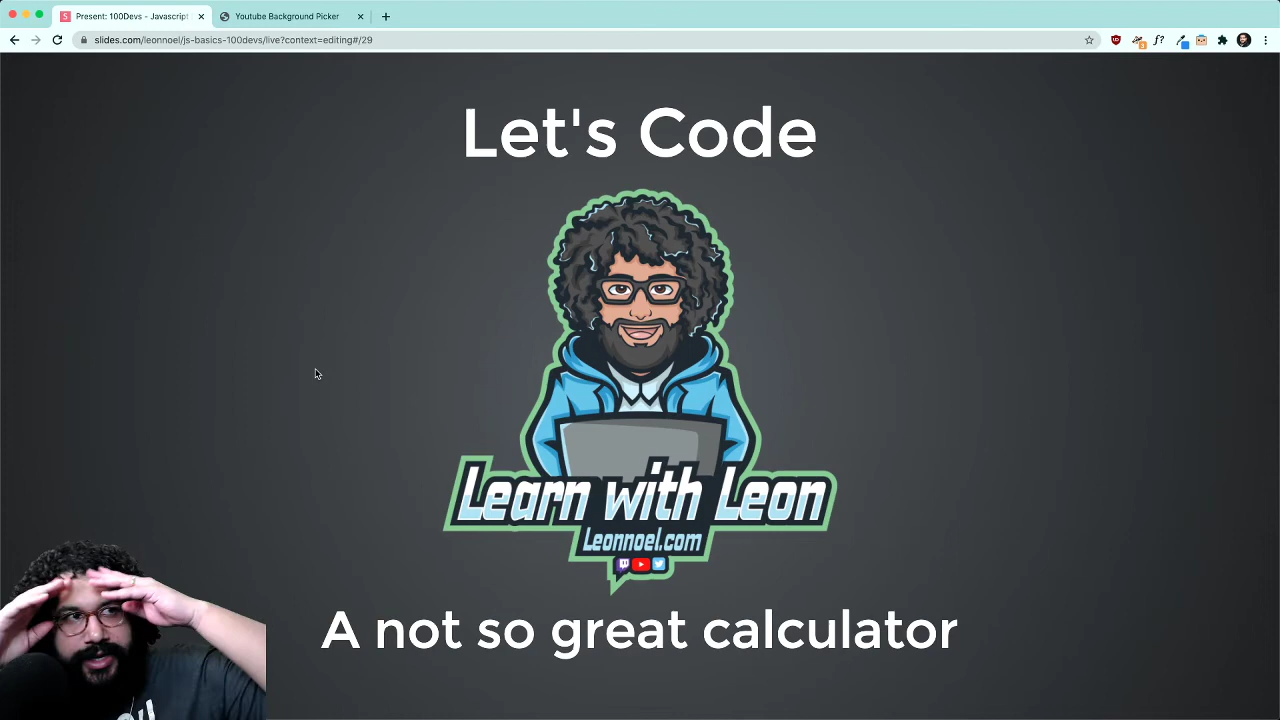 Present: 100Devs - Javascript
Youtube Background Picker
slides.com/leonnoel/js-basics-100devs/live?context=editing#/29
Let's Code
Learn with Leon
Leonnoel.com
A not so great calculator